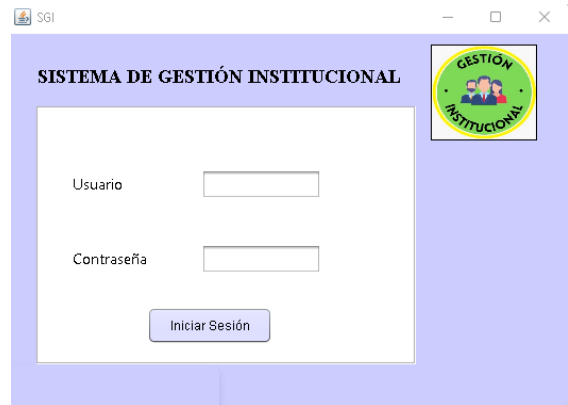 SGI
GESTIÓN
INSTITUCIONAL
SISTEMA DE GESTIÓN INSTITUCIONAL
Usuario
Contraseña
Iniciar Sesión